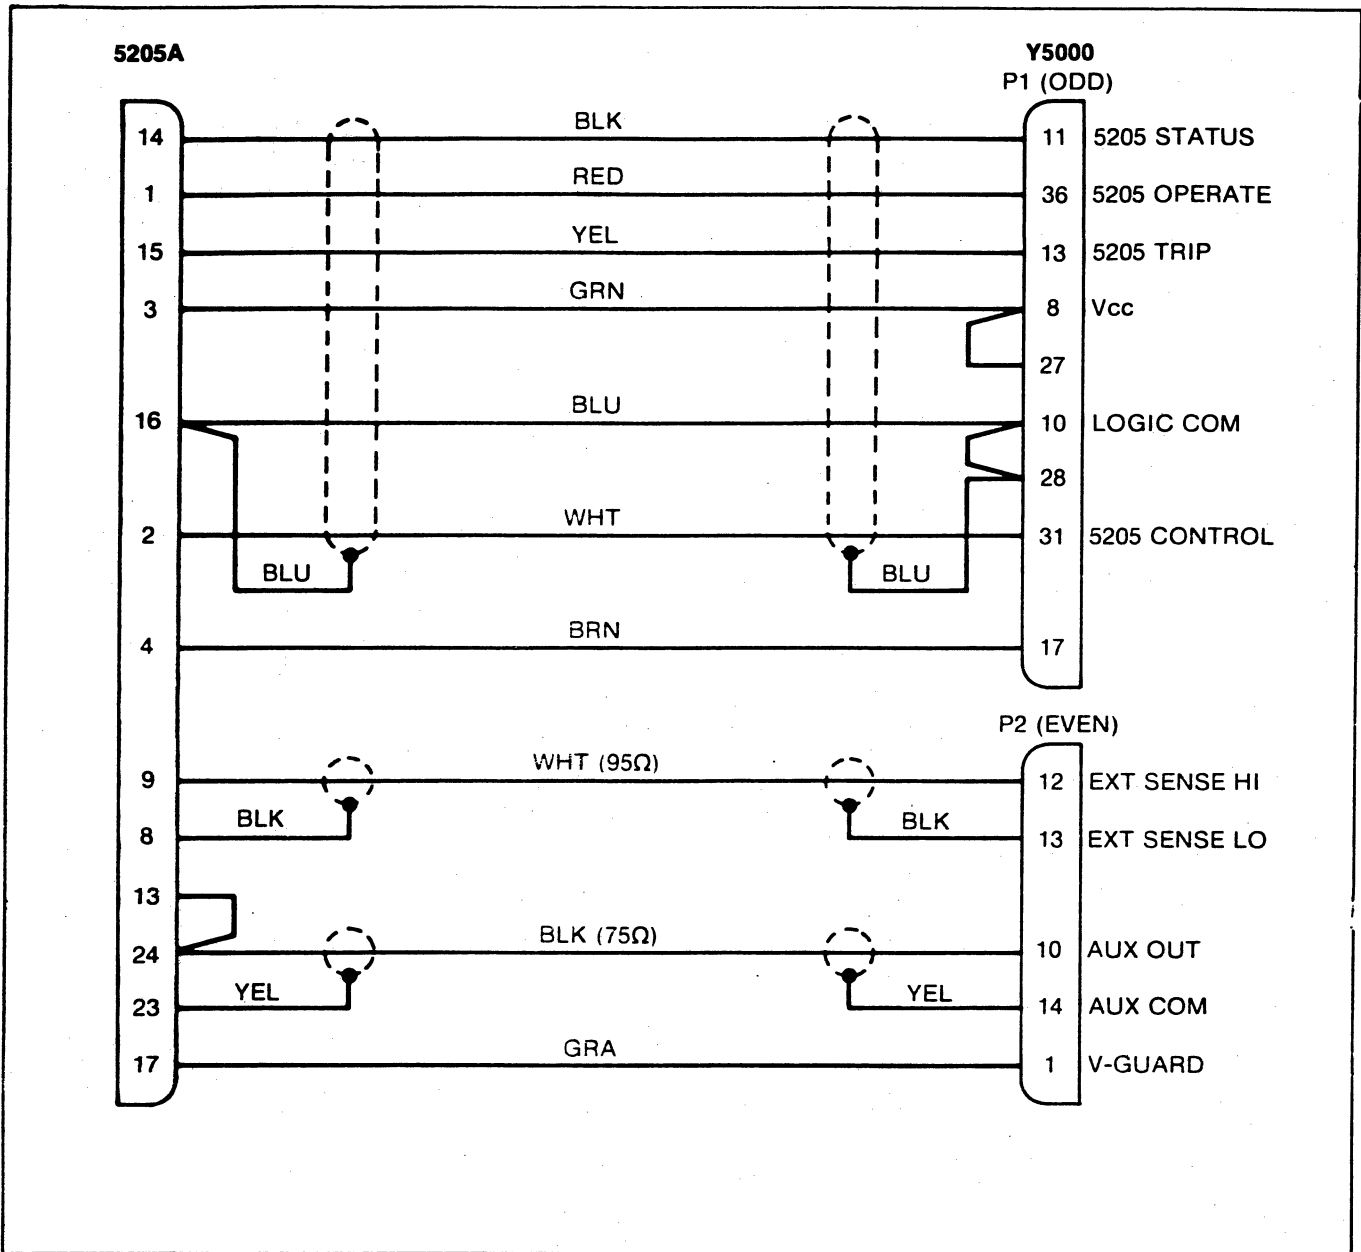 5205A Y5000
P1 (ODD)
14 BLK 11 5205 STATUS
1 RED 36 5205 OPERATE
15 YEL 13 5205 TRIP
3 GRN 8 Vcc
27
16 BLU 10 LOGIC COM
28
2 WHT 31 5205 CONTROL
BLU BLU
4 BRN 17
P2 (EVEN)
9 WHT (95Ω) 12 EXT SENSE HI
8 BLK BLK 13 EXT SENSE LO
13
24 BLK (75Ω) 10 AUX OUT
23 YEL YEL 14 AUX COM
17 GRA 1 V-GUARD